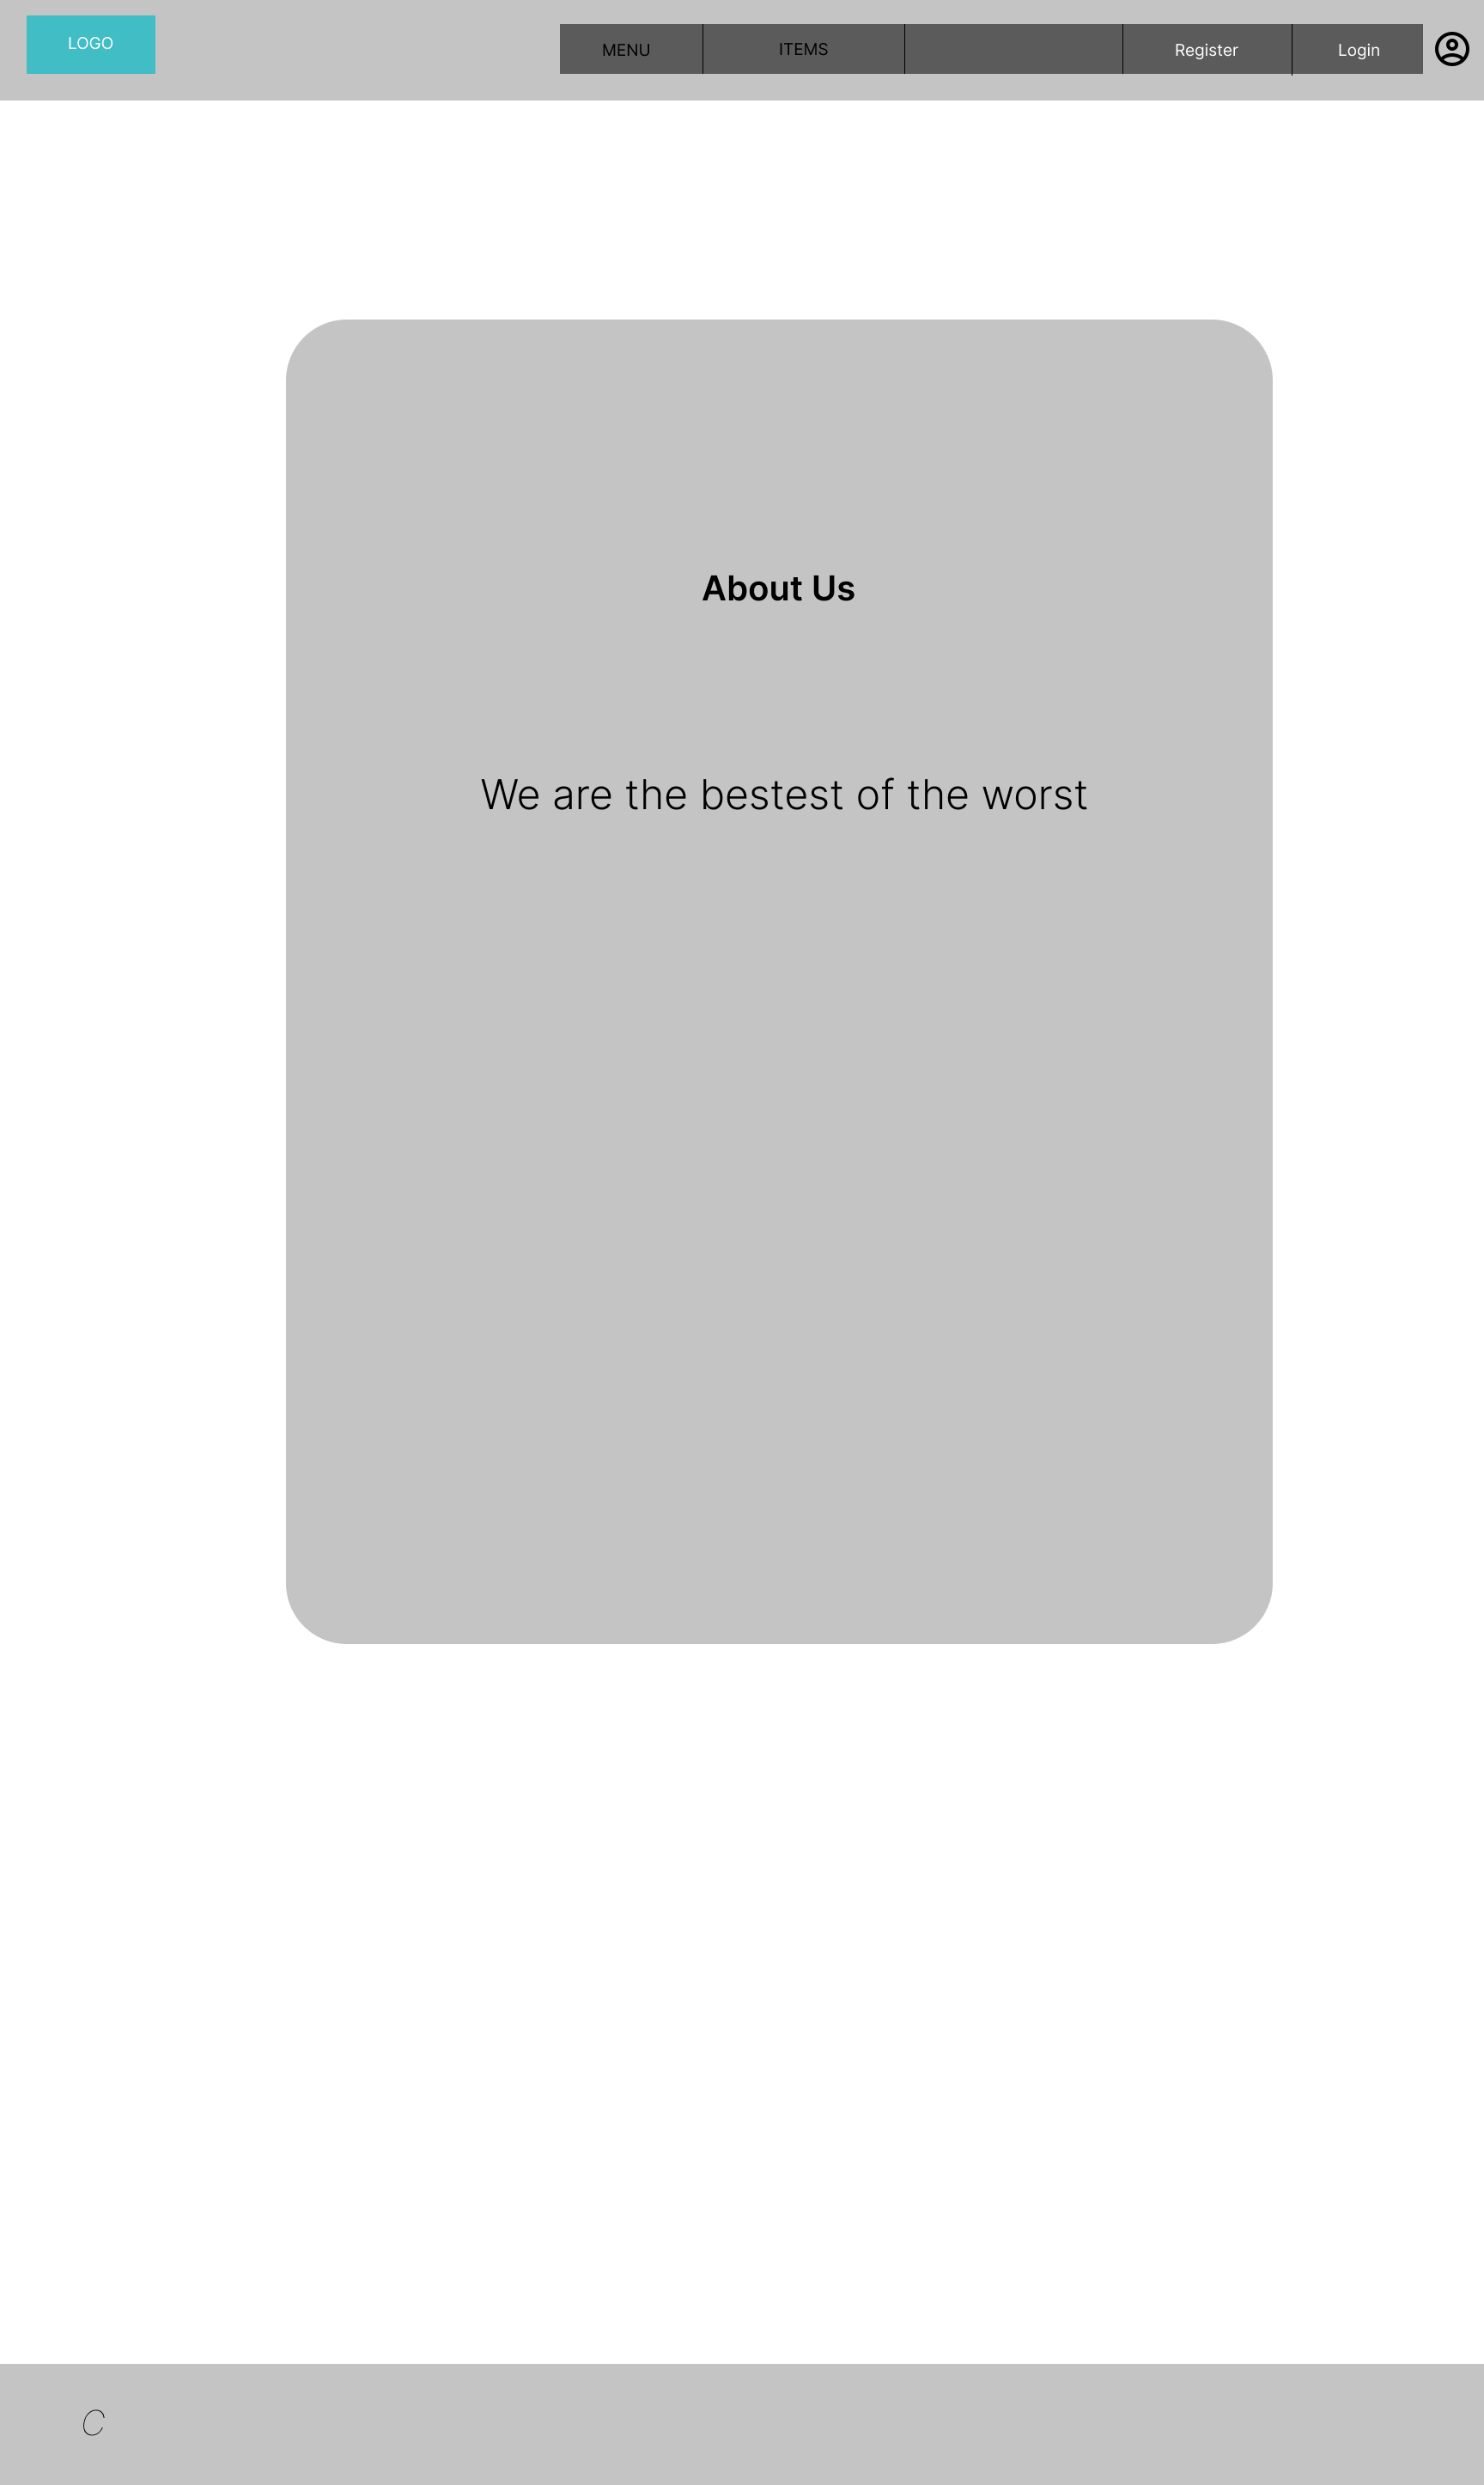 LOGO
MENU
ITEMS
Register
Login
About Us
We are the bestest of the worst
C